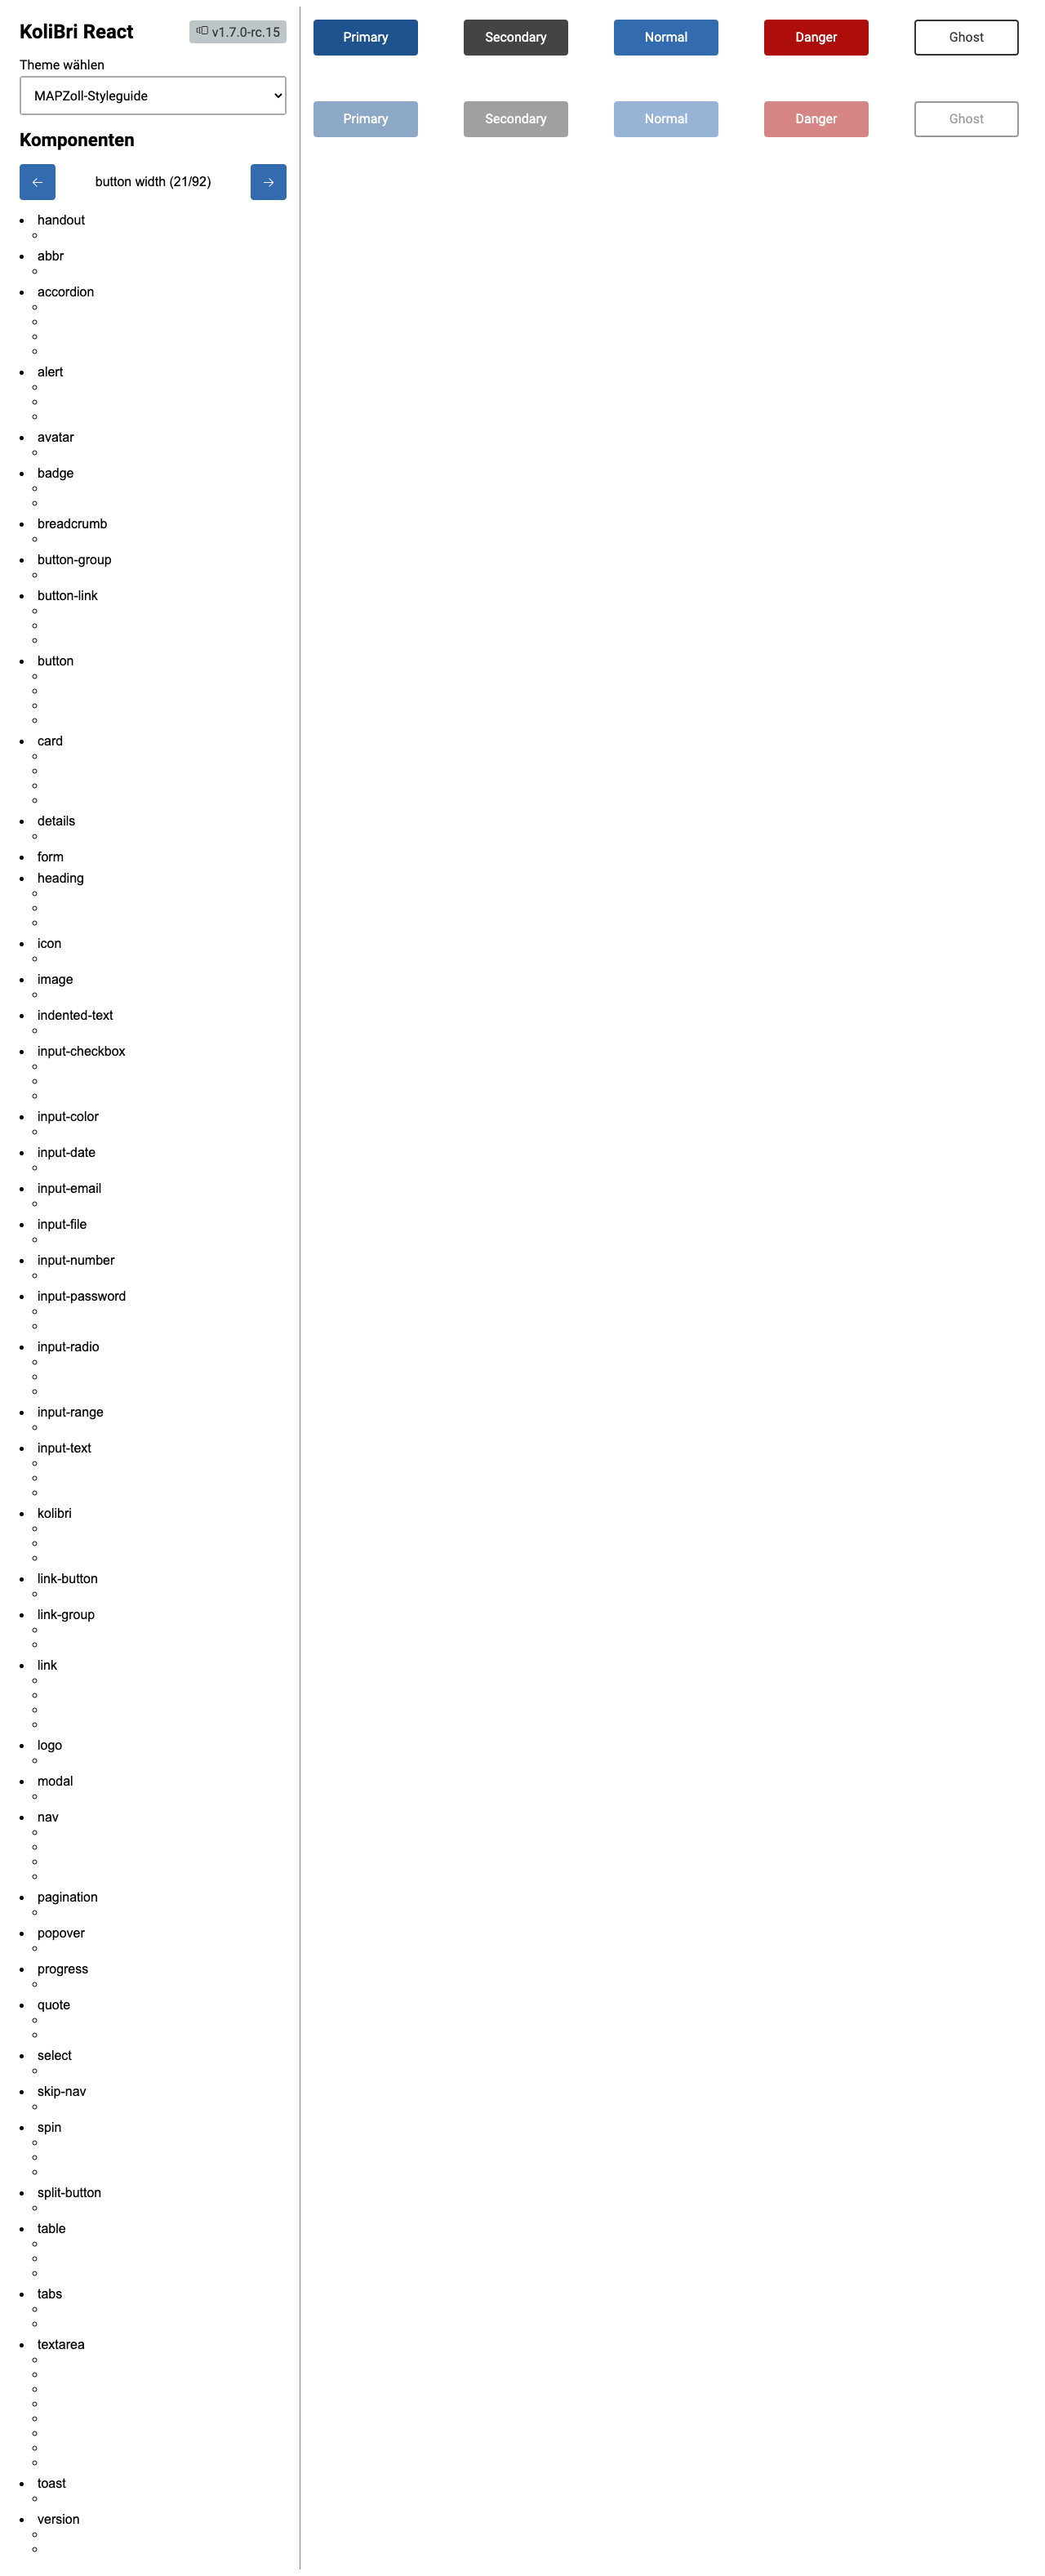 KoliBri React
v1.7.0-rc.15
Theme wählen
MAPZoll-Styleguide
Komponenten
←
button width (21/92)
→
handout
abbr
accordion
alert
avatar
badge
breadcrumb
button-group
button-link
button
card
details
form
heading
icon
image
indented-text
input-checkbox
input-color
input-date
input-email
input-file
input-number
input-password
input-radio
input-range
input-text
kolibri
link-button
link-group
link
logo
modal
nav
pagination
popover
progress
quote
select
skip-nav
spin
split-button
table
tabs
textarea
toast
version
Primary
Secondary
Normal
Danger
Ghost
Primary
Secondary
Normal
Danger
Ghost